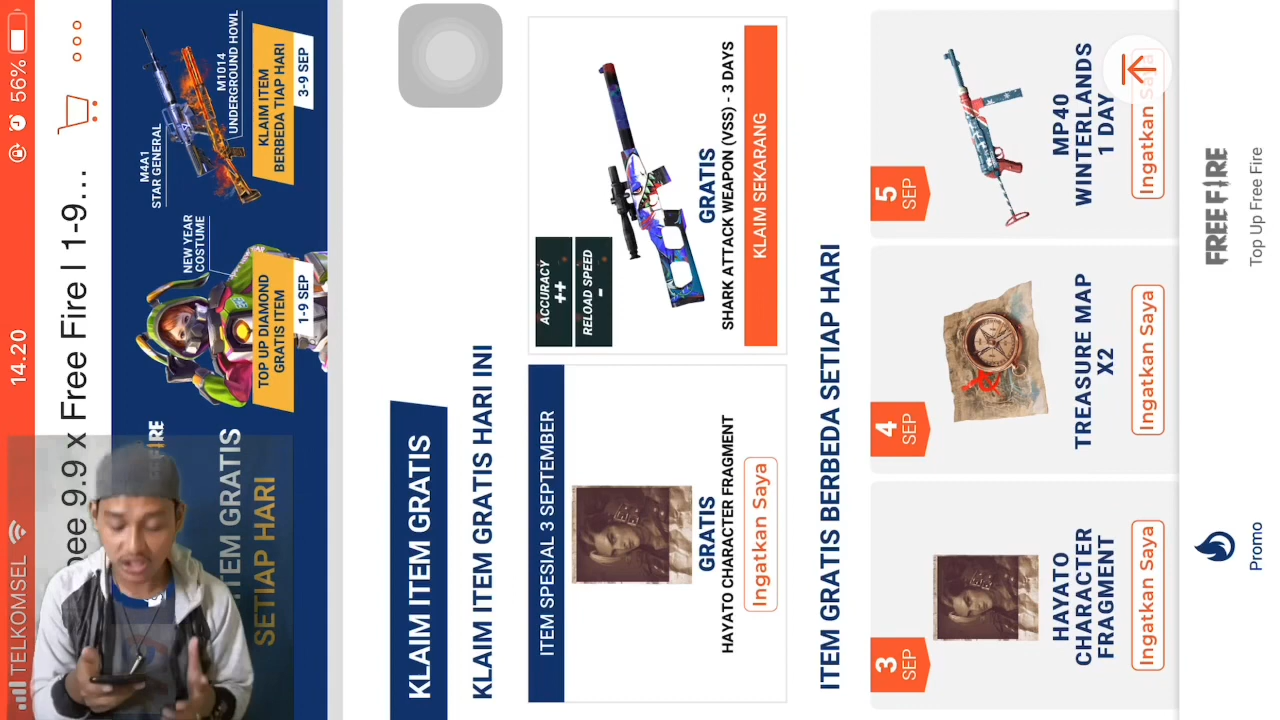 TELKOMSEL
14.20
56%
pee 9.9 x Free Fire | 1-9...
FREEFIRE
ITEM GRATIS
SETIAP HARI
NEW YEAR
COSTUME
TOP UP DIAMOND
GRATIS ITEM
1-9 SEP
M4A1
STAR GENERAL
M1014
UNDERGROUND HOWL
KLAIM ITEM
BERBEDA TIAP HARI
3-9 SEP
KLAIM ITEM GRATIS
KLAIM ITEM GRATIS HARI INI
ITEM SPESIAL 3 SEPTEMBER
GRATIS
HAYATO CHARACTER FRAGMENT
Ingatkan Saya
ACCURACY
++
RELOAD SPEED
-
GRATIS
SHARK ATTACK WEAPON (VSS) - 3 DAYS
KLAIM SEKARANG
ITEM GRATIS BERBEDA SETIAP HARI
3
SEP
HAYATO
CHARACTER
FRAGMENT
Ingatkan Saya
4
SEP
TREASURE MAP
X2
Ingatkan Saya
5
SEP
MP40
WINTERLANDS
1 DAY
Ingatkan Saya
Promo
FREE FIRE
Top Up Free Fire